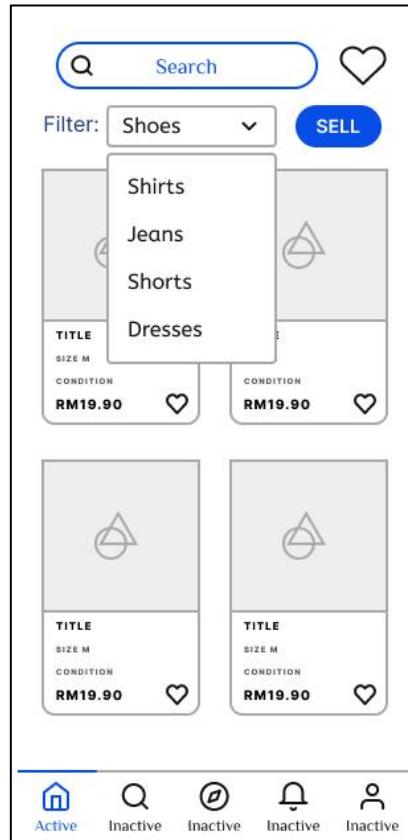 Search
Filter: Shoes SELL
Shirts
Jeans
Shorts
Dresses
TITLE
SIZE M
CONDITION
RM19.90
CONDITION
RM19.90
TITLE
SIZE M
CONDITION
RM19.90
TITLE
SIZE M
CONDITION
RM19.90
Active Inactive Inactive Inactive Inactive